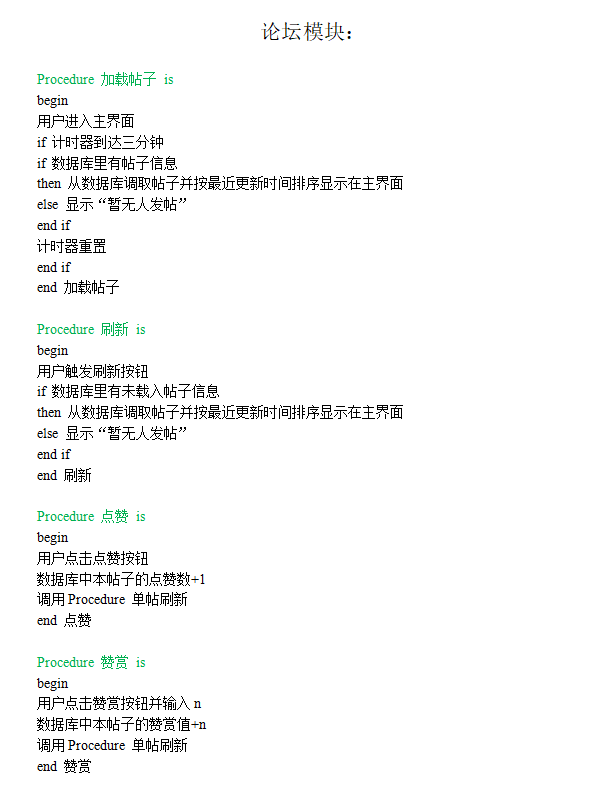 论坛模块：
Procedure 加载帖子 is
begin
用户进入主界面
if 计时器到达三分钟
if 数据库里有帖子信息
then 从数据库调取帖子并按最近更新时间排序显示在主界面
else 显示“暂无人发帖”
end if
计时器重置
end if
end 加载帖子
Procedure 刷新 is
begin
用户触发刷新按钮
if 数据库里有未载入帖子信息
then 从数据库调取帖子并按最近更新时间排序显示在主界面
else 显示“暂无人发帖”
end if
end 刷新
Procedure 点赞 is
begin
用户点击点赞按钮
数据库中本帖子的点赞数+1
调用 Procedure 单帖刷新
end 点赞
Procedure 赞赏 is
begin
用户点击赞赏按钮并输入 n
数据库中本帖子的赞赏值+n
调用 Procedure 单帖刷新
end 赞赏